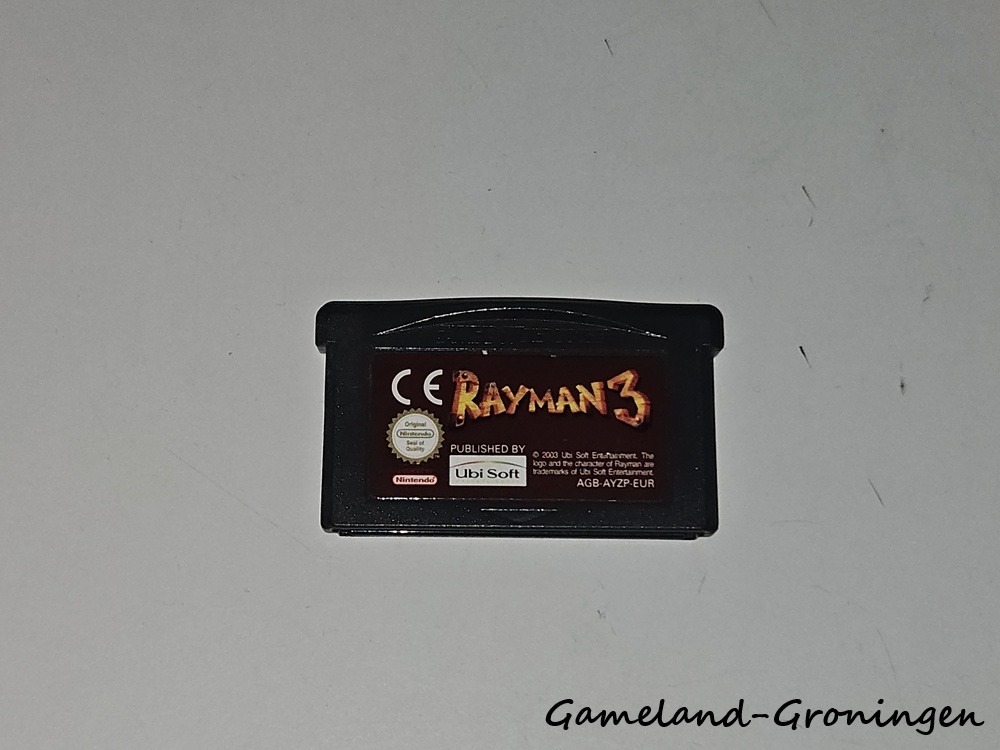 CE
RAYMAN 3
Original
Nintendo
Seal of
Quality
PUBLISHED BY
Ubi Soft
Nintendo
© 2003 Ubi Soft Entertainment. The
logo and the character of Rayman are
trademarks of Ubi Soft Entertainment.
AGB-AYZP-EUR
Gameland-Groningen